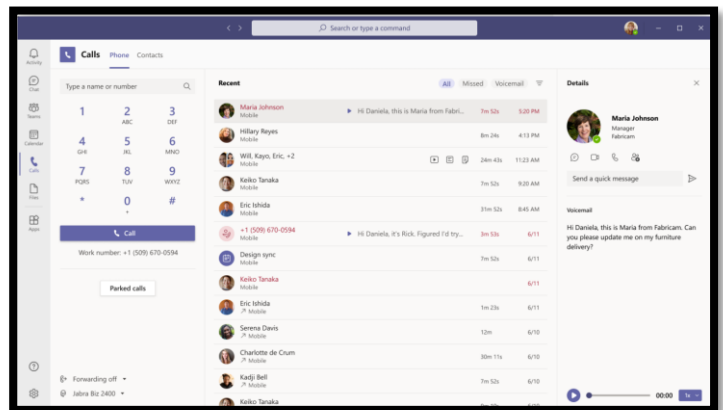 Search or type a command
Activity
Chat
Teams
Calendar
Calls
Files
Apps
Calls Phone Contacts
Type a name or number
1 2 3
ABC DEF
4 5 6
GHI JKL MNO
7 8 9
PQRS TUV WXYZ
* 0 #
+
Call
Work number: +1 (509) 670-0594
Parked calls
Forwarding off
Jabra Biz 2400
Recent All Missed Voicemail
Maria Johnson
Mobile
Hi Daniela, this is Maria from Fabri... 7m 52s 5:20 PM
Hillary Reyes
Mobile
8m 24s 4:13 PM
Will, Kayo, Eric, +2
Mobile
24m 43s 11:23 AM
Keiko Tanaka
Mobile
7m 52s 9:20 AM
Eric Ishida
Mobile
31m 52s 8:45 AM
+1 (509) 670-0594
Mobile
Hi Daniela, it's Rick. Figured I'd try... 3m 53s 6/11
Design sync
Mobile
7m 52s 6/11
Keiko Tanaka
Mobile
6/11
Eric Ishida
Mobile
1m 23s 6/11
Serena Davis
Mobile
12m 6/10
Charlotte de Crum
Mobile
30m 11s 6/10
Kadji Bell
Mobile
7m 52s 6/10
Keiko Tanaka
Details
Maria Johnson
Manager
Fabricam
Send a quick message
Voicemail
Hi Daniela, this is Maria from Fabricam. Can
you please update me on my furniture
delivery?
00:00 1x